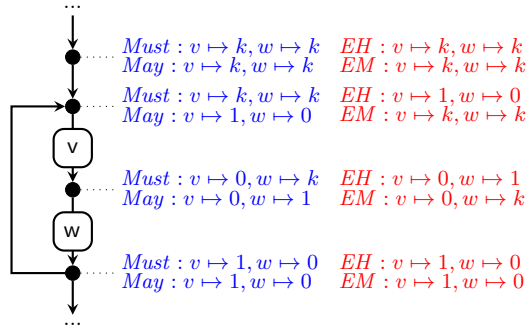 ...
Must : v ↦ k, w ↦ k EH : v ↦ k, w ↦ k
May : v ↦ k, w ↦ k EM : v ↦ k, w ↦ k
Must : v ↦ k, w ↦ k EH : v ↦ 1, w ↦ 0
May : v ↦ 1, w ↦ 0 EM : v ↦ k, w ↦ k
v
Must : v ↦ 0, w ↦ k EH : v ↦ 0, w ↦ 1
May : v ↦ 0, w ↦ 1 EM : v ↦ 0, w ↦ k
w
Must : v ↦ 1, w ↦ 0 EH : v ↦ 1, w ↦ 0
May : v ↦ 1, w ↦ 0 EM : v ↦ 1, w ↦ 0
...